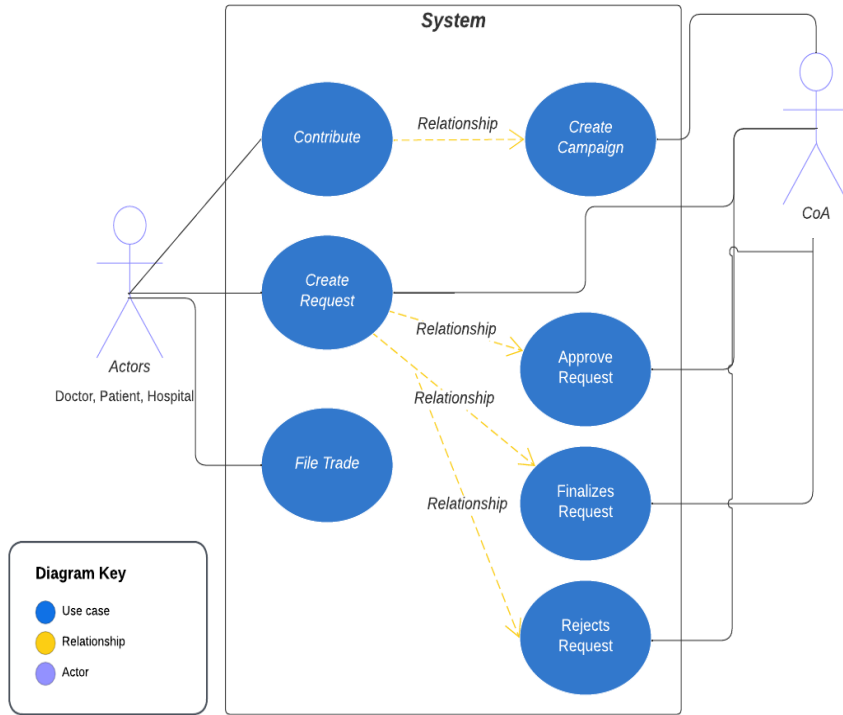 System
Contribute
Relationship
Create
Campaign
CoA
Create
Request
Relationship
Approve
Request
Actors
Doctor, Patient, Hospital
Relationship
File Trade
Relationship
Finalizes
Request
Rejects
Request
Diagram Key
Use case
Relationship
Actor